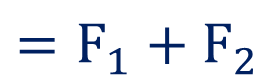 = F₁ + F₂